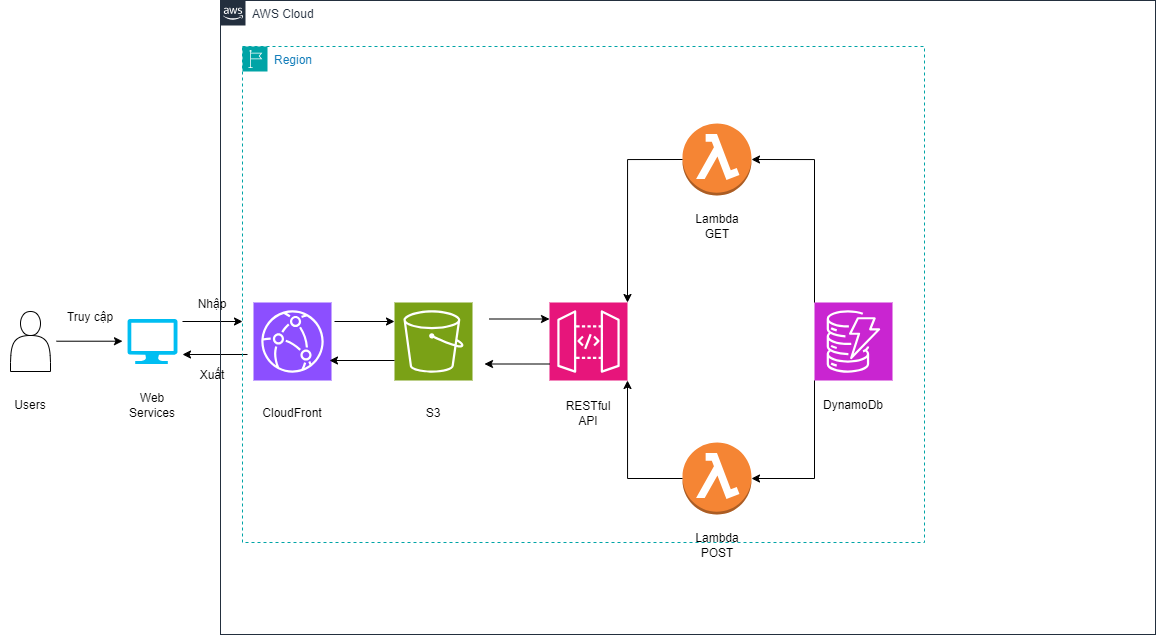 aws
AWS Cloud
Region
Lambda
GET
Nhập
Truy cập
Xuất
Users
Web
Services
CloudFront
S3
</>
RESTful
API
DynamoDb
Lambda
POST